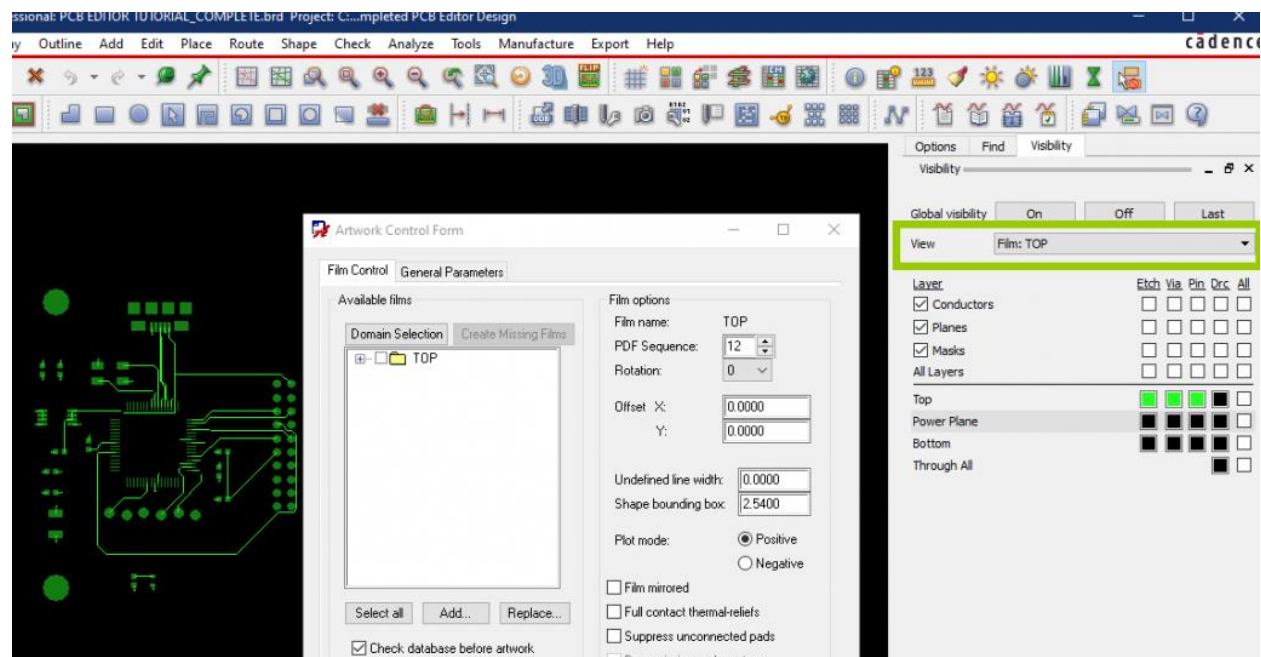 ssional: PCB EDITOR TUTORIAL_COMPLETE.brd Project: C:...mpleted PCB Editor Design
ay Outline Add Edit Place Route Shape Check Analyze Tools Manufacture Export Help
cādence
3D
123
Options Find Visibility
Visibility
Global visibility On Off Last
View Film: TOP
Layer Etch Via Pin Drc All
Conductors
Planes
Masks
All Layers
Top
Power Plane
Bottom
Through All
Artwork Control Form
Film Control General Parameters
Available films
Domain Selection Create Missing Films
TOP
Select all Add... Replace...
Check database before artwork
Film options
Film name: TOP
PDF Sequence: 12
Rotation: 0
Offset X: 0.0000
Y: 0.0000
Undefined line width: 0.0000
Shape bounding box: 2.5400
Plot mode: Positive
Negative
Film mirrored
Full contact thermal-reliefs
Suppress unconnected pads